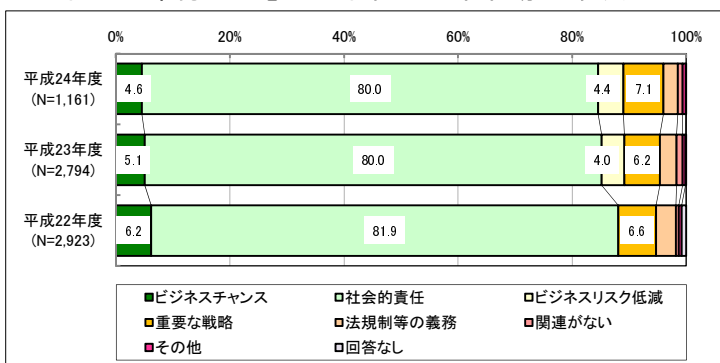 0% 20% 40% 60% 80% 100%
平成24年度
(N=1,161)
4.6 80.0 4.4 7.1
平成23年度
(N=2,794)
5.1 80.0 4.0 6.2
平成22年度
(N=2,923)
6.2 81.9 6.6
ビジネスチャンス 社会的責任 ビジネスリスク低減
重要な戦略 法規制等の義務 関連がない
その他 回答なし